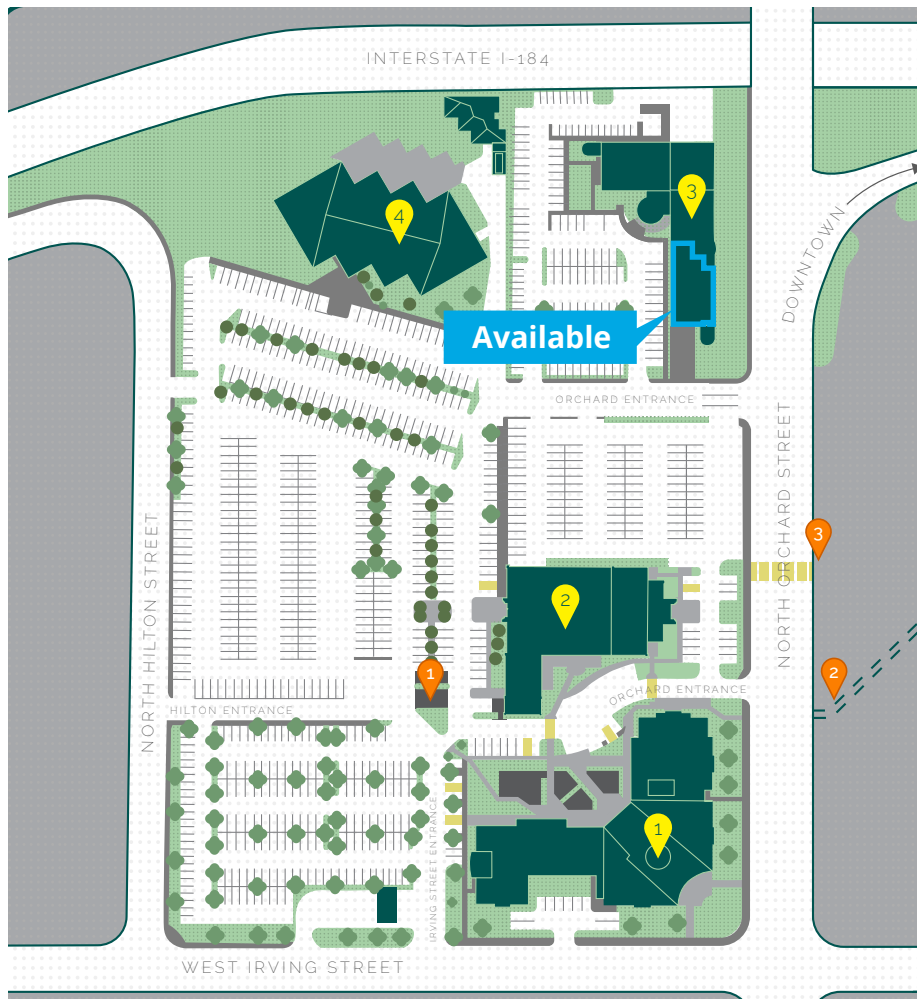 INTERSTATE I-184
3
4
DOWNTOWN
Available
ORCHARD ENTRANCE
NORTH HILTON STREET
NORTH ORCHARD STREET
3
2
1
2
ORCHARD ENTRANCE
HILTON ENTRANCE
1
IRVING STREET ENTRANCE
WEST IRVING STREET